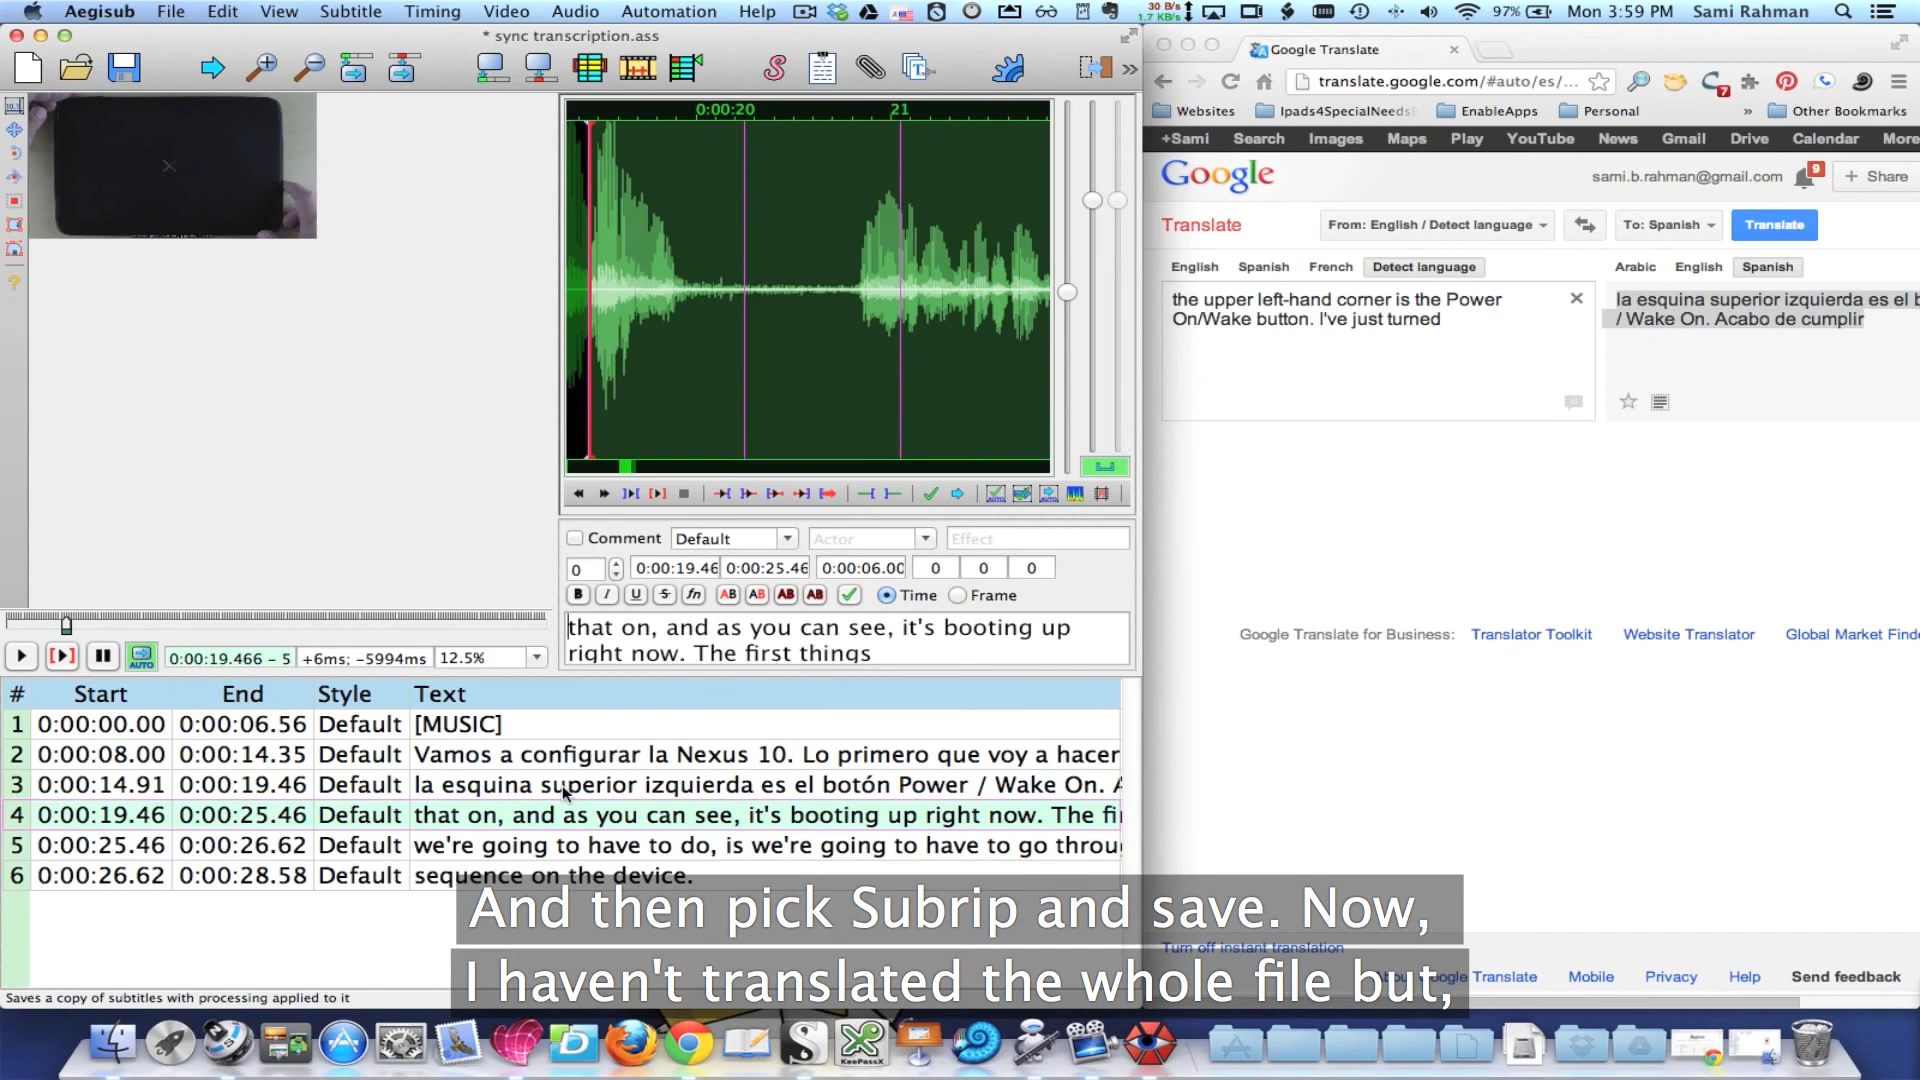 Aegisub File Edit View Subtitle Timing Video Audio Automation Help 30 B/s 1.7 KB/s 97% Mon 3:59 PM Sami Rahman
* sync transcription.ass
Google Translate
translate.google.com/#auto/es/...
7
Websites Ipads4SpecialNeeds EnableApps Personal » Other Bookmarks
0:00:20 21
+Sami Search Images Maps Play YouTube News Gmail Drive Calendar More
Google sami.b.rahman@gmail.com 9 + Share
Translate From: English / Detect language To: Spanish Translate
English Spanish French Detect language Arabic English Spanish
the upper left-hand corner is the Power
On/Wake button. I've just turned
la esquina superior izquierda es el b
/ Wake On. Acabo de cumplir
Comment Default Actor Effect
0 0:00:19.46 0:00:25.46 0:00:06.00 0 0 0
B I U S fn AB AB AB AB Time Frame
that on, and as you can see, it's booting up
right now. The first things
AUTO 0:00:19.466 - 5 +6ms; -5994ms 12.5%
Google Translate for Business: Translator Toolkit Website Translator Global Market Finde
# Start End Style Text
1 0:00:00.00 0:00:06.56 Default [MUSIC]
2 0:00:08.00 0:00:14.35 Default Vamos a configurar la Nexus 10. Lo primero que voy a hacer
3 0:00:14.91 0:00:19.46 Default la esquina superior izquierda es el botón Power / Wake On. A
4 0:00:19.46 0:00:25.46 Default that on, and as you can see, it's booting up right now. The fi
5 0:00:25.46 0:00:26.62 Default we're going to have to do, is we're going to have to go throu
6 0:00:26.62 0:00:28.58 Default sequence on the device.
And then pick Subrip and save. Now,
I haven't translated the whole file but,
Turn off instant translation
Google Translate Mobile Privacy Help Send feedback
Saves a copy of subtitles with processing applied to it
KeePassX